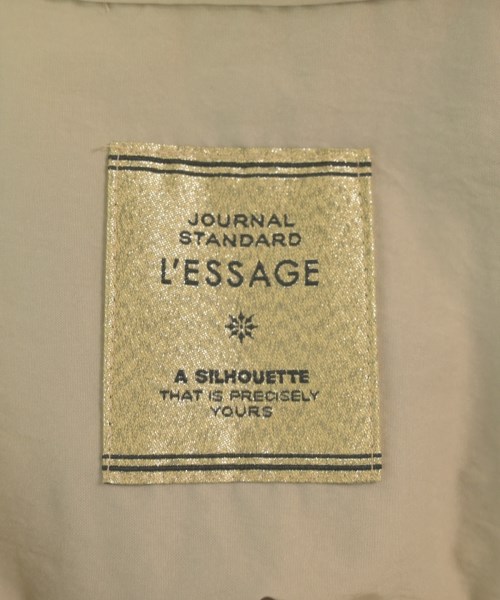 JOURNAL
STANDARD
L'ESSAGE
A SILHOUETTE
THAT IS PRECISELY
YOURS